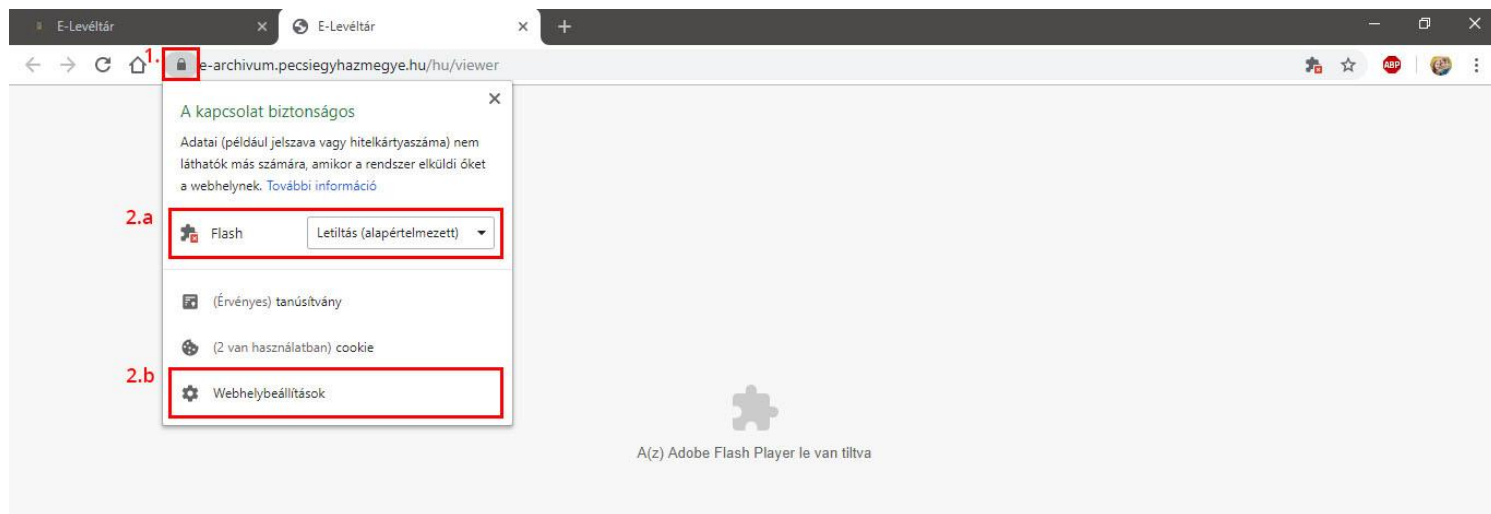 E-Levéltár
E-Levéltár
1.
e-archivum.pecsiegyhazmegye.hu/hu/viewer
ABP
A kapcsolat biztonságos
Adatai (például jelszava vagy hitelkártyaszáma) nem
láthatók más számára, amikor a rendszer elküldi őket
a webhelynek. További információ
2.a
Flash
Letiltás (alapértelmezett)
(Érvényes) tanúsítvány
(2 van használatban) cookie
2.b
Webhelybeállítások
A(z) Adobe Flash Player le van tiltva